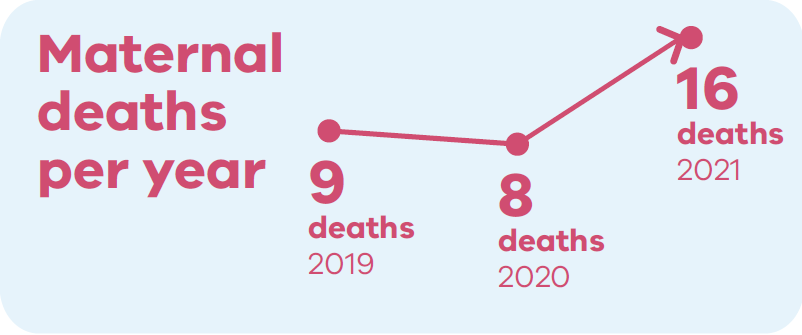 Maternal
deaths
per year
9
deaths
2019
8
deaths
2020
16
deaths
2021